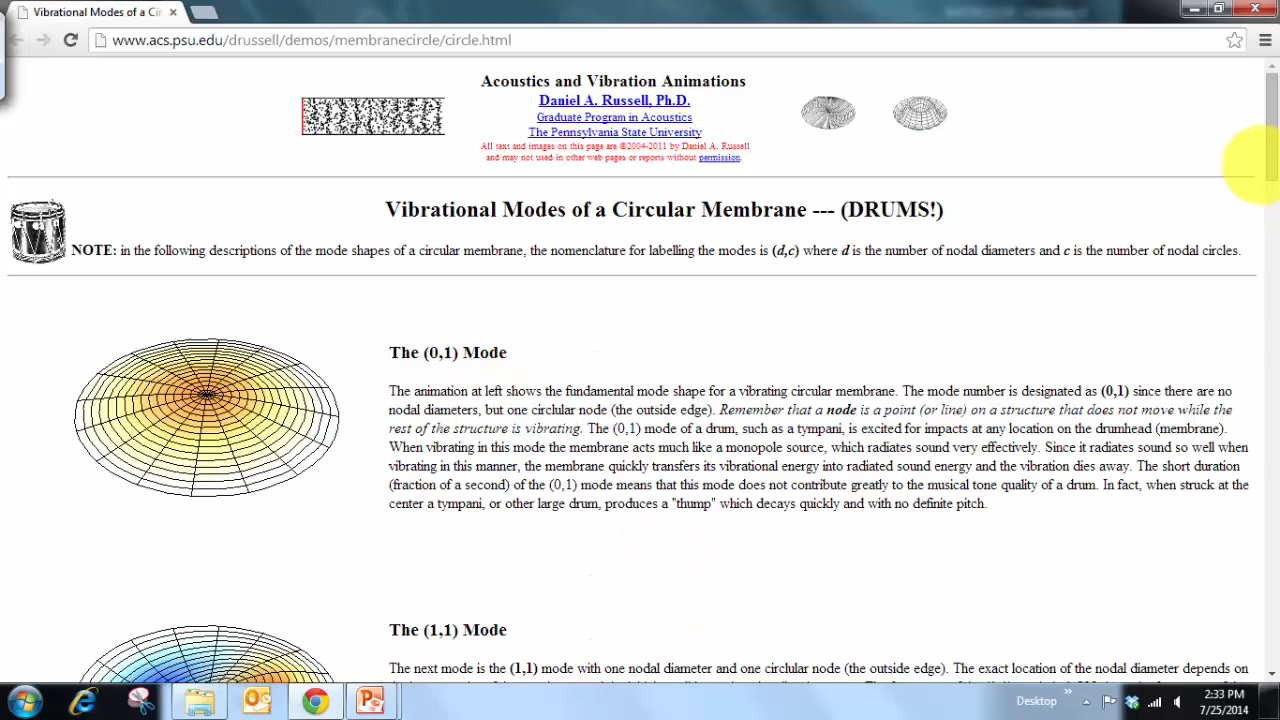 Vibrational Modes of a Cir
www.acs.psu.edu/drussell/demos/membranecircle/circle.html
Acoustics and Vibration Animations
Daniel A. Russell, Ph.D.
Graduate Program in Acoustics
The Pennsylvania State University
All text and images on this page are ©2004-2011 by Daniel A. Russell
and may not used in other web pages or reports without permission.
Vibrational Modes of a Circular Membrane --- (DRUMS!)
NOTE: in the following descriptions of the mode shapes of a circular membrane, the nomenclature for labelling the modes is (d,c) where d is the number of nodal diameters and c is the number of nodal circles.
The (0,1) Mode
The animation at left shows the fundamental mode shape for a vibrating circular membrane. The mode number is designated as (0,1) since there are no
nodal diameters, but one circlular node (the outside edge). Remember that a node is a point (or line) on a structure that does not move while the
rest of the structure is vibrating. The (0,1) mode of a drum, such as a tympani, is excited for impacts at any location on the drumhead (membrane).
When vibrating in this mode the membrane acts much like a monopole source, which radiates sound very effectively. Since it radiates sound so well when
vibrating in this manner, the membrane quickly transfers its vibrational energy into radiated sound energy and the vibration dies away. The short duration
(fraction of a second) of the (0,1) mode means that this mode does not contribute greatly to the musical tone quality of a drum. In fact, when struck at the
center a tympani, or other large drum, produces a "thump" which decays quickly and with no definite pitch.
The (1,1) Mode
The next mode is the (1,1) mode with one nodal diameter and one circular node (the outside edge). The exact location of the nodal diameter depends on
Desktop
2:33 PM
7/25/2014